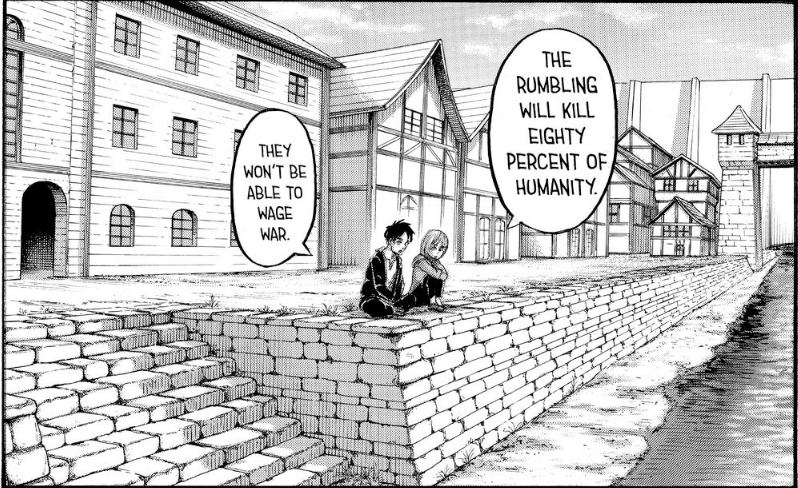 THE
RUMBLING
WILL KILL
EIGHTY
PERCENT OF
HUMANITY.
THEY
WON'T BE
ABLE TO
WAGE
WAR.